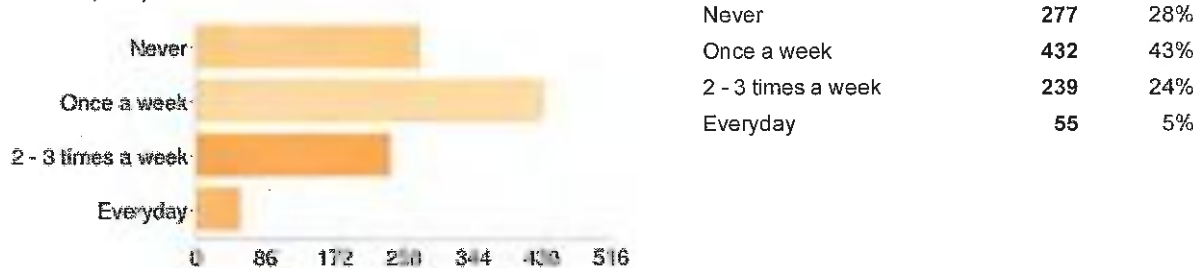 Never
Once a week
2 - 3 times a week
Everyday
0 86 172 344 516
Never 277 28%
Once a week 432 43%
2 - 3 times a week 239 24%
Everyday 55 5%